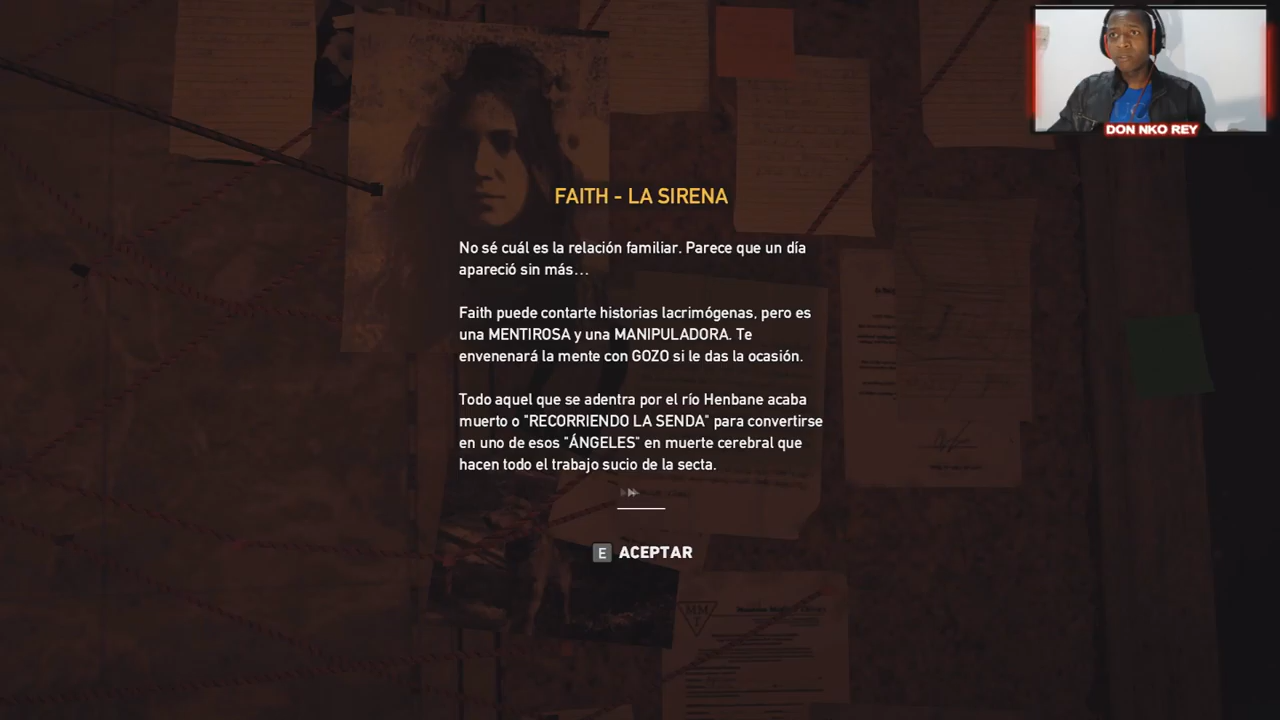 DON NKO REY
FAITH - LA SIRENA
No sé cuál es la relación familiar. Parece que un día
apareció sin más...
Faith puede contarte historias lacrimógenas, pero es
una MENTIROSA y una MANIPULADORA. Te
envenenará la mente con GOZO si le das la ocasión.
Todo aquel que se adentra por el río Henbane acaba
muerto o "RECORRIENDO LA SENDA" para convertirse
en uno de esos "ÁNGELES" en muerte cerebral que
hacen todo el trabajo sucio de la secta.
E ACEPTAR